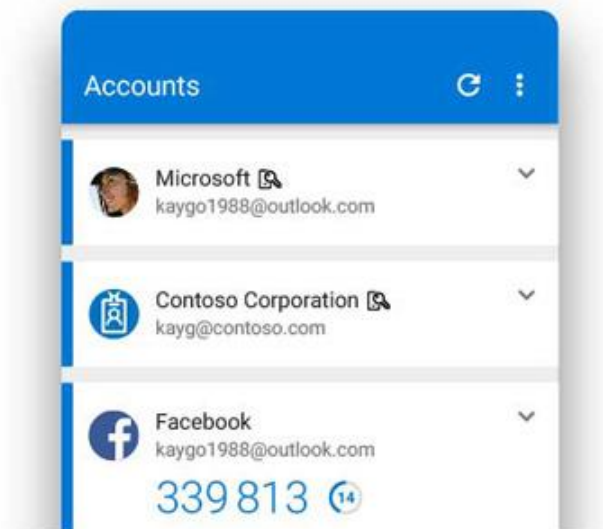 Accounts
Microsoft
kaygo1988@outlook.com
Contoso Corporation
kayg@contoso.com
Facebook
kaygo1988@outlook.com
339 813 14